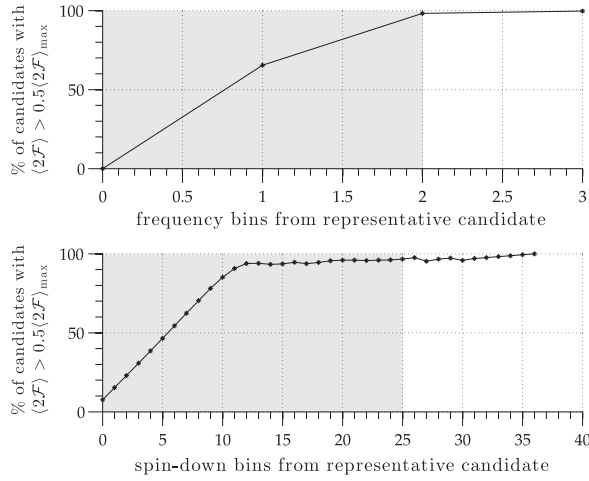 % of candidates with
⟨2ℱ⟩ > 0.5⟨2ℱ⟩max
100
50
0
0 0.5 1 1.5 2 2.5 3
frequency bins from representative candidate
% of candidates with
⟨2ℱ⟩ > 0.5⟨2ℱ⟩max
100
50
0
0 5 10 15 20 25 30 35 40
spin-down bins from representative candidate